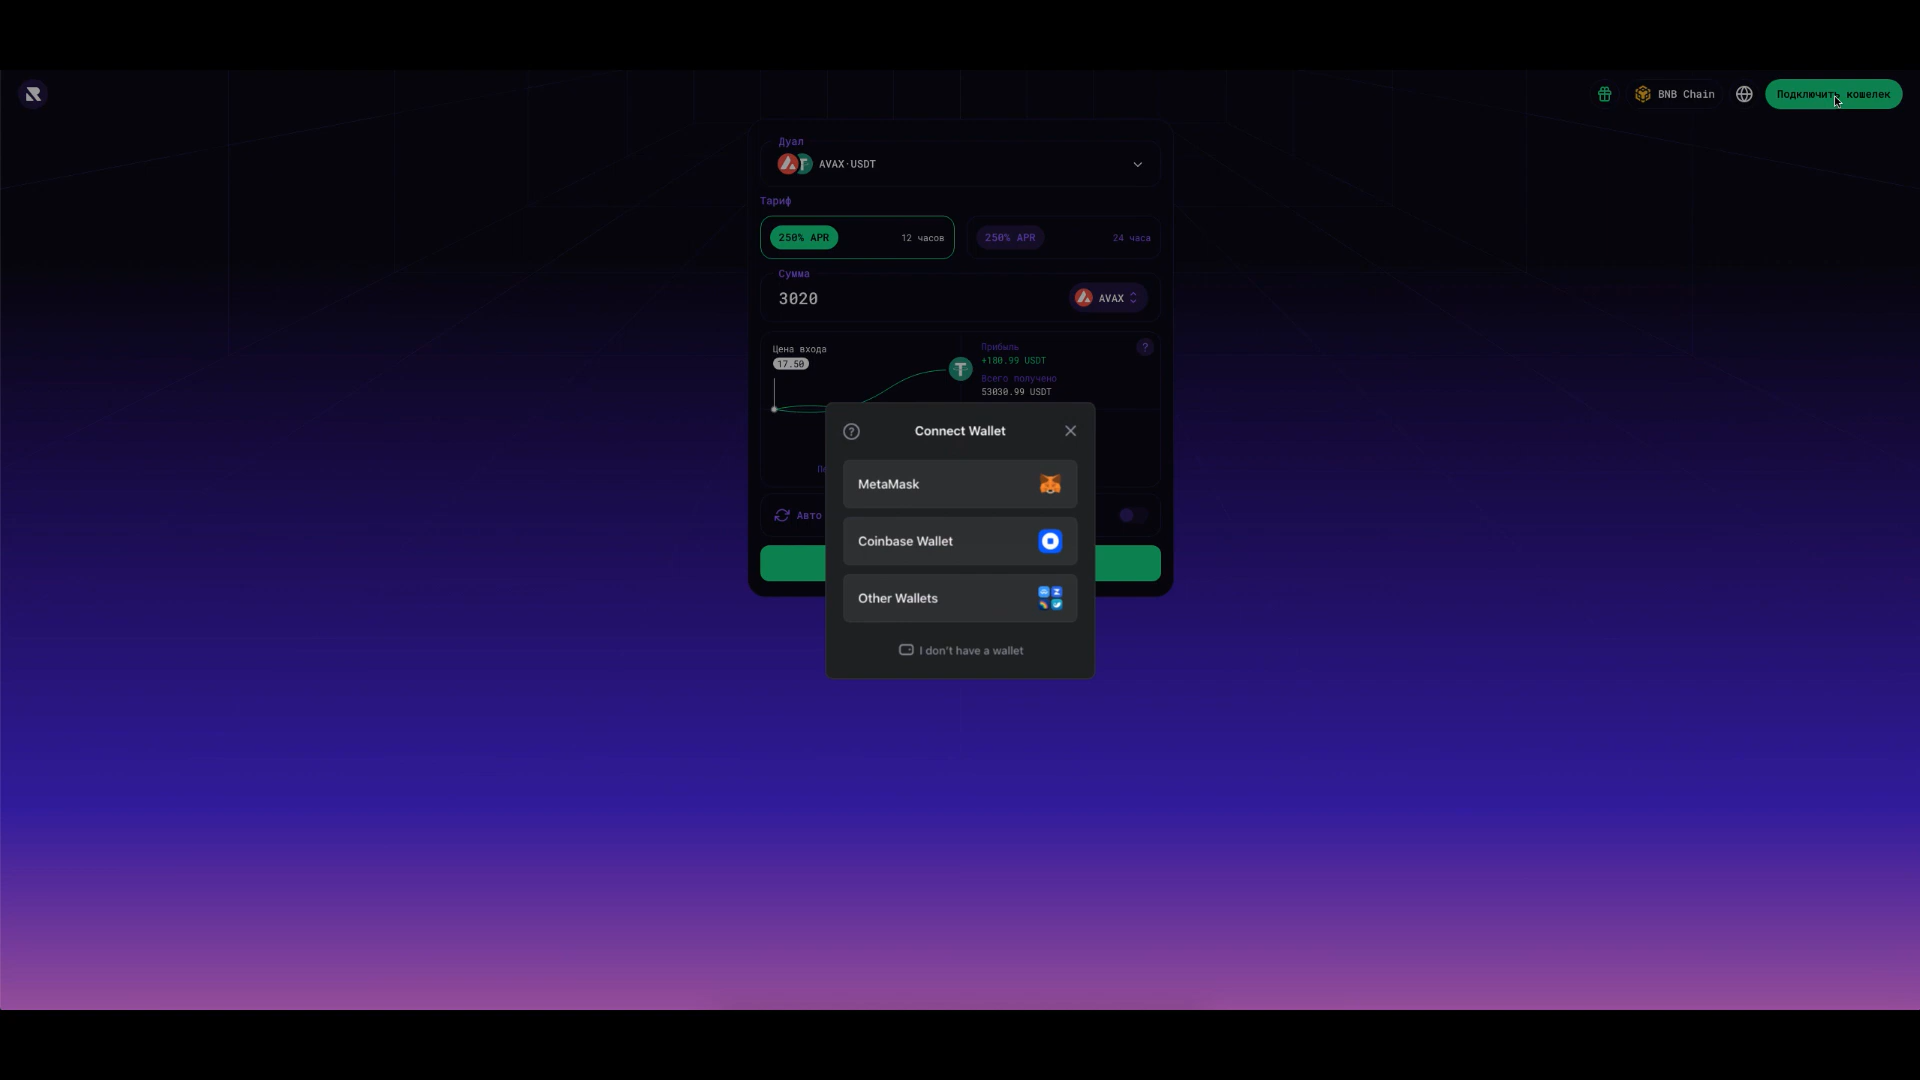 BNB Chain
Подключить кошелек
Дуал
AVAX·USDT
Тариф
250% APR
12 часов
250% APR
24 часа
Сумма
3020
AVAX
Цена входа
17.50
Прибыль
+180.99 USDT
?
Всего получено
53030.99 USDT
?
Connect Wallet
MetaMask
Coinbase Wallet
Other Wallets
I don't have a wallet
Авто